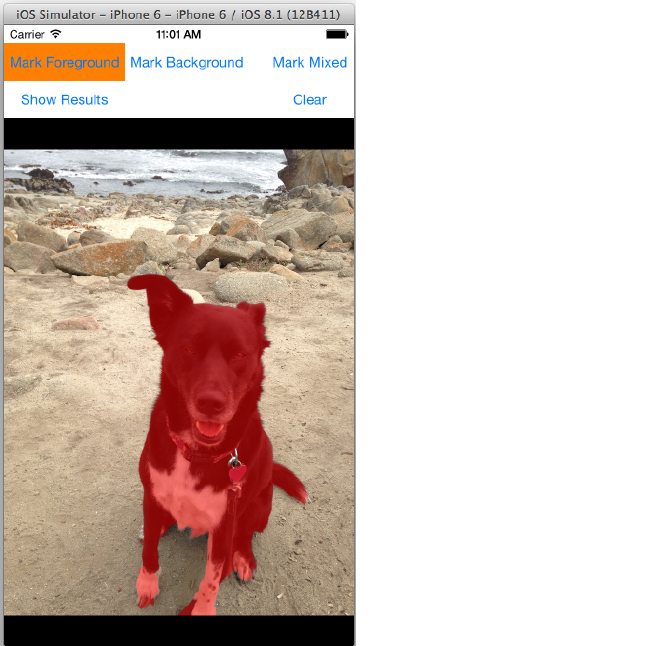 iOS Simulator – iPhone 6 – iPhone 6 / iOS 8.1 (12B411)
Carrier 11:01 AM
Mark Foreground Mark Background Mark Mixed
Show Results Clear